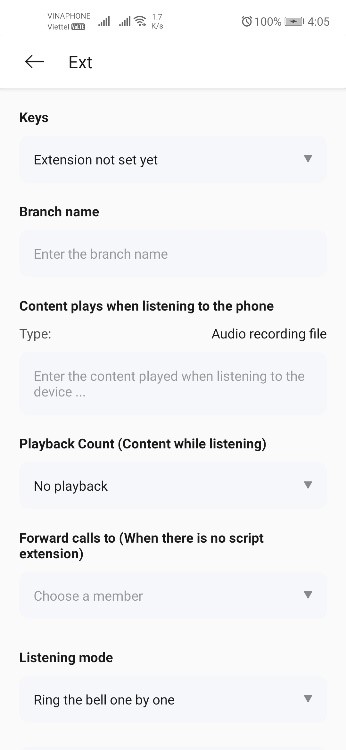 VINAPHONE
Viettel VoLTE
17 K/s
100% 4:05
Ext
Keys
Extension not set yet
Branch name
Enter the branch name
Content plays when listening to the phone
Type: Audio recording file
Enter the content played when listening to the
device ...
Playback Count (Content while listening)
No playback
Forward calls to (When there is no script
extension)
Choose a member
Listening mode
Ring the bell one by one